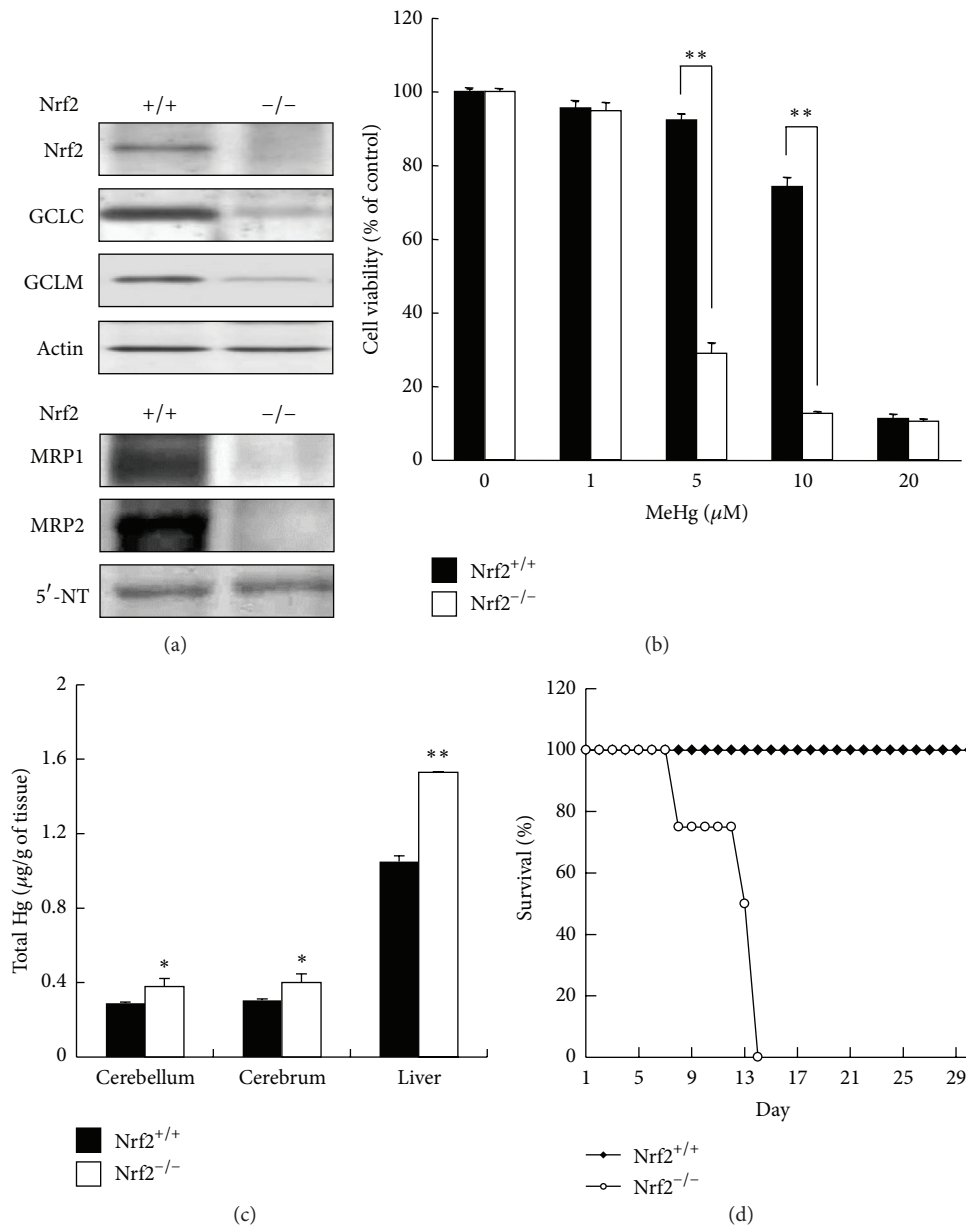 Nrf2 +/+ −/−
Nrf2
GCLC
GCLM
Actin
Nrf2 +/+ −/−
MRP1
MRP2
5′-NT
(a)
120
100
80
60
40
20
0
Cell viability (% of control)
** **
0 1 5 10 20
MeHg (μM)
Nrf2+/+
Nrf2−/−
(b)
2
1.6
1.2
0.8
0.4
0
Total Hg (μg/g of tissue)
* * **
Cerebellum Cerebrum Liver
Nrf2+/+
Nrf2−/−
(c)
120
100
80
60
40
20
0
Survival (%)
1 5 9 13 17 21 25 29
Day
Nrf2+/+
Nrf2−/−
(d)